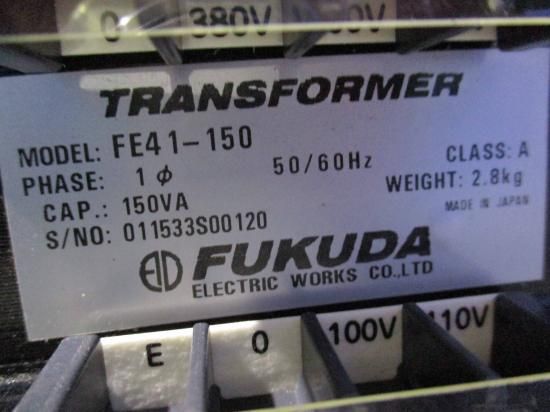 0 380V
TRANSFORMER
MODEL: FE41-150
PHASE: 1φ 50/60Hz CLASS: A
CAP.: 150VA WEIGHT: 2.8kg
S/NO: 011533S00120 MADE IN JAPAN
FUKUDA
ELECTRIC WORKS CO.,LTD
E 0 100V 110V